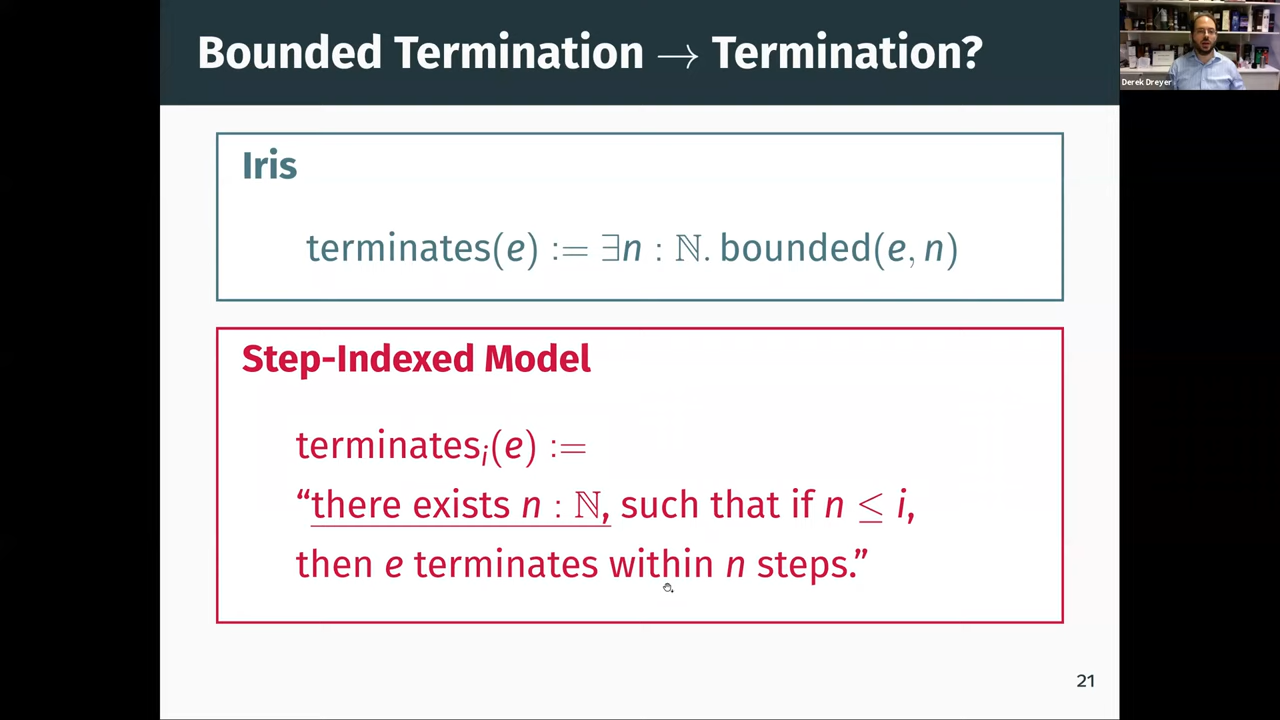 Bounded Termination → Termination?
Derek Dreyer
Iris
terminates(e) := ∃n : ℕ. bounded(e, n)
Step-Indexed Model
terminatesᵢ(e) :=
“there exists n : ℕ, such that if n ≤ i,
then e terminates within n steps.”
21